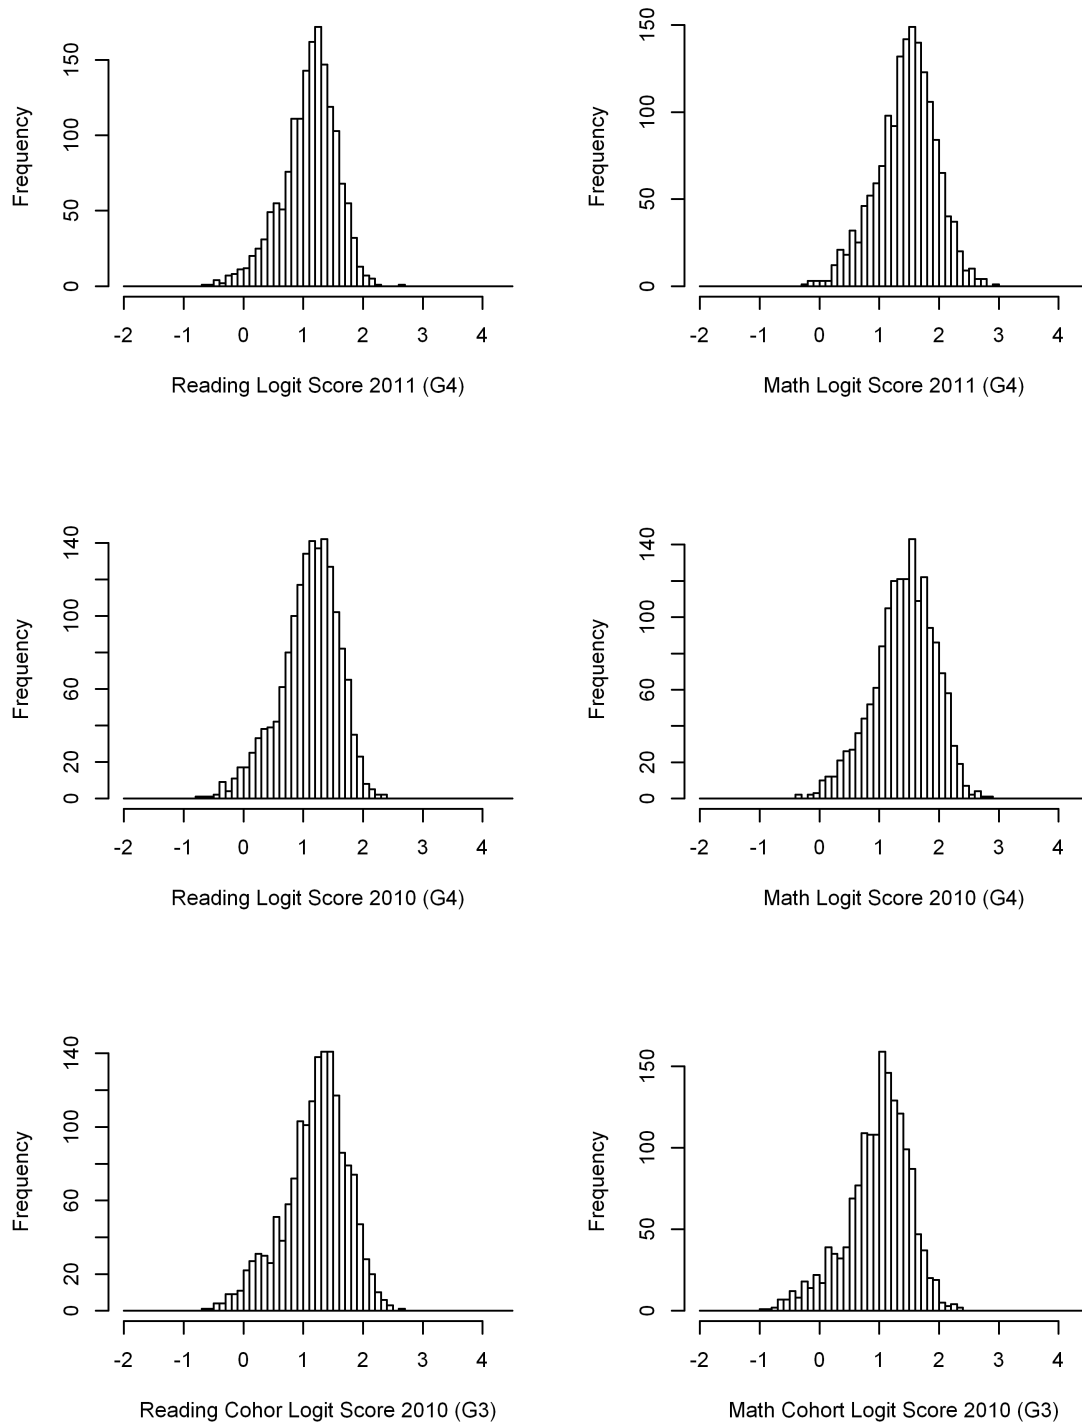 Frequency
150
100
50
0
-2 -1 0 1 2 3 4
Reading Logit Score 2011 (G4)
Frequency
150
100
50
0
-2 -1 0 1 2 3 4
Math Logit Score 2011 (G4)
Frequency
140
100
60
20
0
-2 -1 0 1 2 3 4
Reading Logit Score 2010 (G4)
Frequency
140
100
60
20
0
-2 -1 0 1 2 3 4
Math Logit Score 2010 (G4)
Frequency
140
100
60
20
0
-2 -1 0 1 2 3 4
Reading Cohor Logit Score 2010 (G3)
Frequency
150
100
50
0
-2 -1 0 1 2 3 4
Math Cohort Logit Score 2010 (G3)